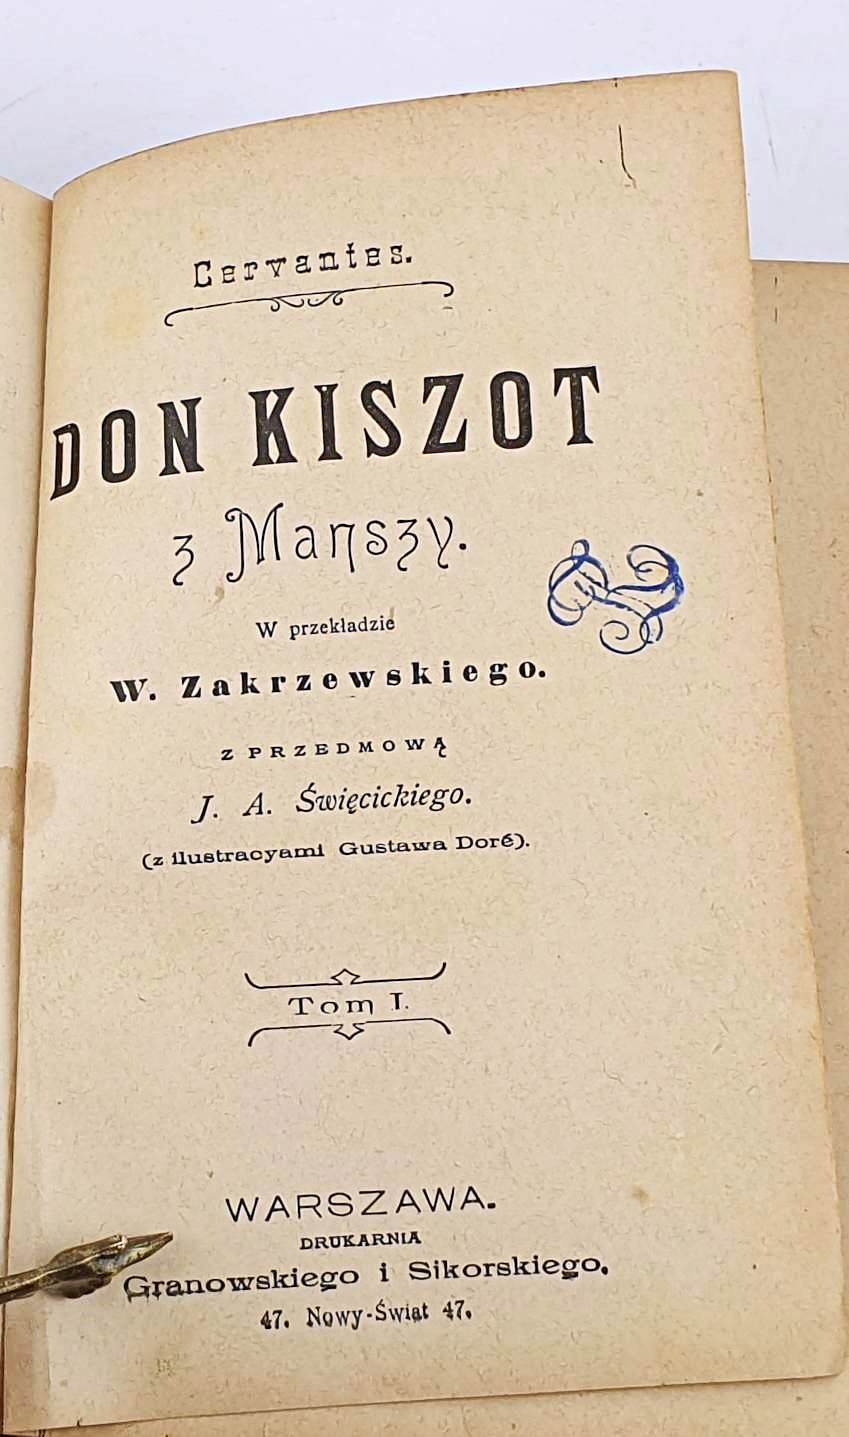 Cervantes.
DON KISZOT
z Manszy.
W przekładzie
W. Zakrzewskiego.
Z PRZEDMOWĄ
J. A. Święcickiego.
(z ilustracyami Gustawa Doré).
Tom I.
WARSZAWA.
DRUKARNIA
Granowskiego i Sikorskiego.
47. Nowy-Świat 47.